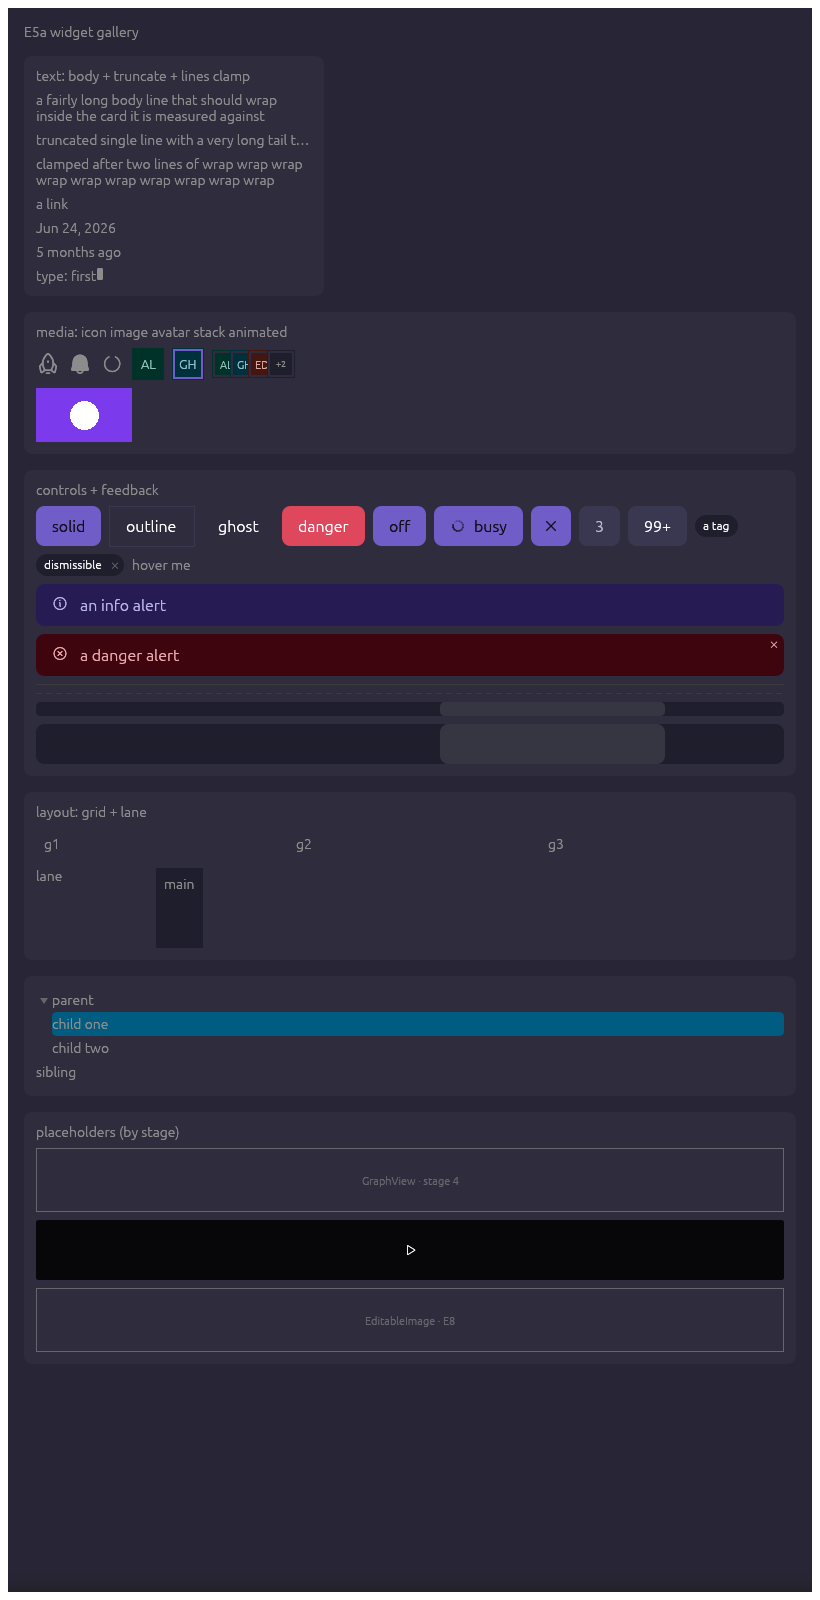 E5a widget gallery
text: body + truncate + lines clamp
a fairly long body line that should wrap
inside the card it is measured against
truncated single line with a very long tail t…
clamped after two lines of wrap wrap wrap
wrap wrap wrap wrap wrap wrap wrap
a link
Jun 24, 2026
5 months ago
type: first
media: icon image avatar stack animated
AL GH AL GH ED +2
controls + feedback
solid outline ghost danger off busy 3 99+ a tag
dismissible hover me
an info alert
a danger alert
layout: grid + lane
g1 g2 g3
lane main
parent
child one
child two
sibling
placeholders (by stage)
GraphView · stage 4
EditableImage · E8